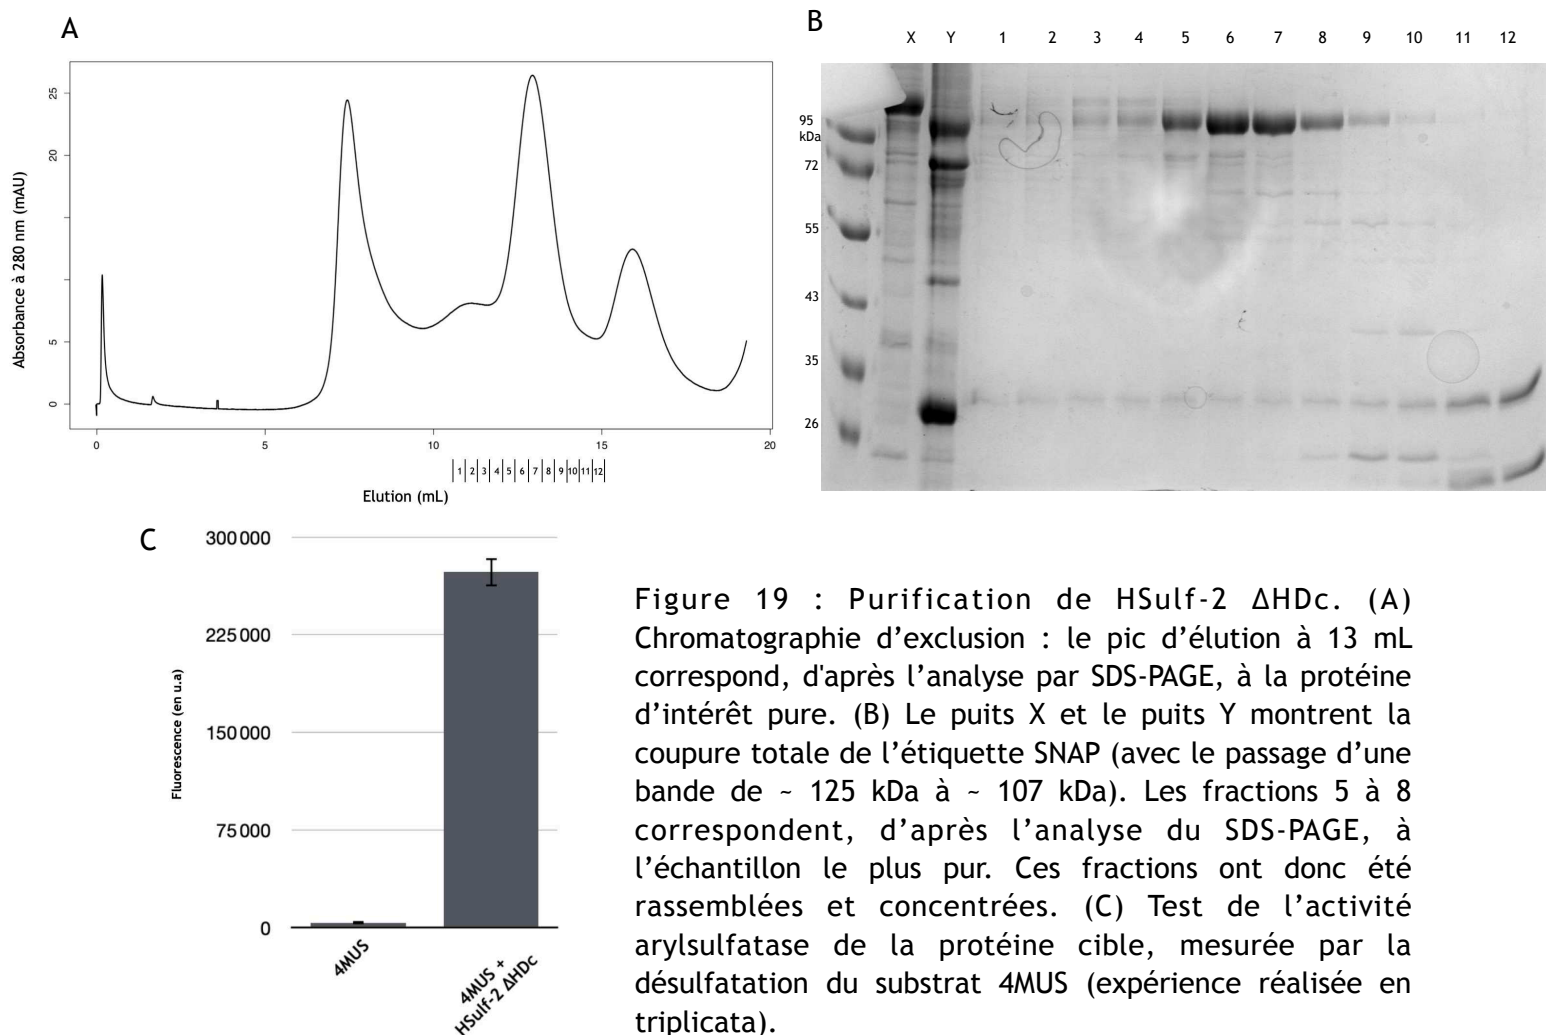 A
Absorbance à 280 nm (mAU)
25
20
5
0
0
5
10
15
20
1 2 3 4 5 6 7 8 9 10 11 12
Elution (mL)
B
X Y 1 2 3 4 5 6 7 8 9 10 11 12
95
kDa
72
55
43
35
26
C
Fluorescence (en u.a)
300 000
225 000
150 000
75 000
0
4MUS
4MUS +
HSulf-2 ΔHDc
Figure 19 : Purification de HSulf-2 ΔHDc. (A)
Chromatographie d’exclusion : le pic d’élution à 13 mL
correspond, d'après l’analyse par SDS-PAGE, à la protéine
d’intérêt pure. (B) Le puits X et le puits Y montrent la
coupure totale de l’étiquette SNAP (avec le passage d’une
bande de ~ 125 kDa à ~ 107 kDa). Les fractions 5 à 8
correspondent, d’après l’analyse du SDS-PAGE, à
l’échantillon le plus pur. Ces fractions ont donc été
rassemblées et concentrées. (C) Test de l’activité
arylsulfatase de la protéine cible, mesurée par la
désulfatation du substrat 4MUS (expérience réalisée en
triplicata).